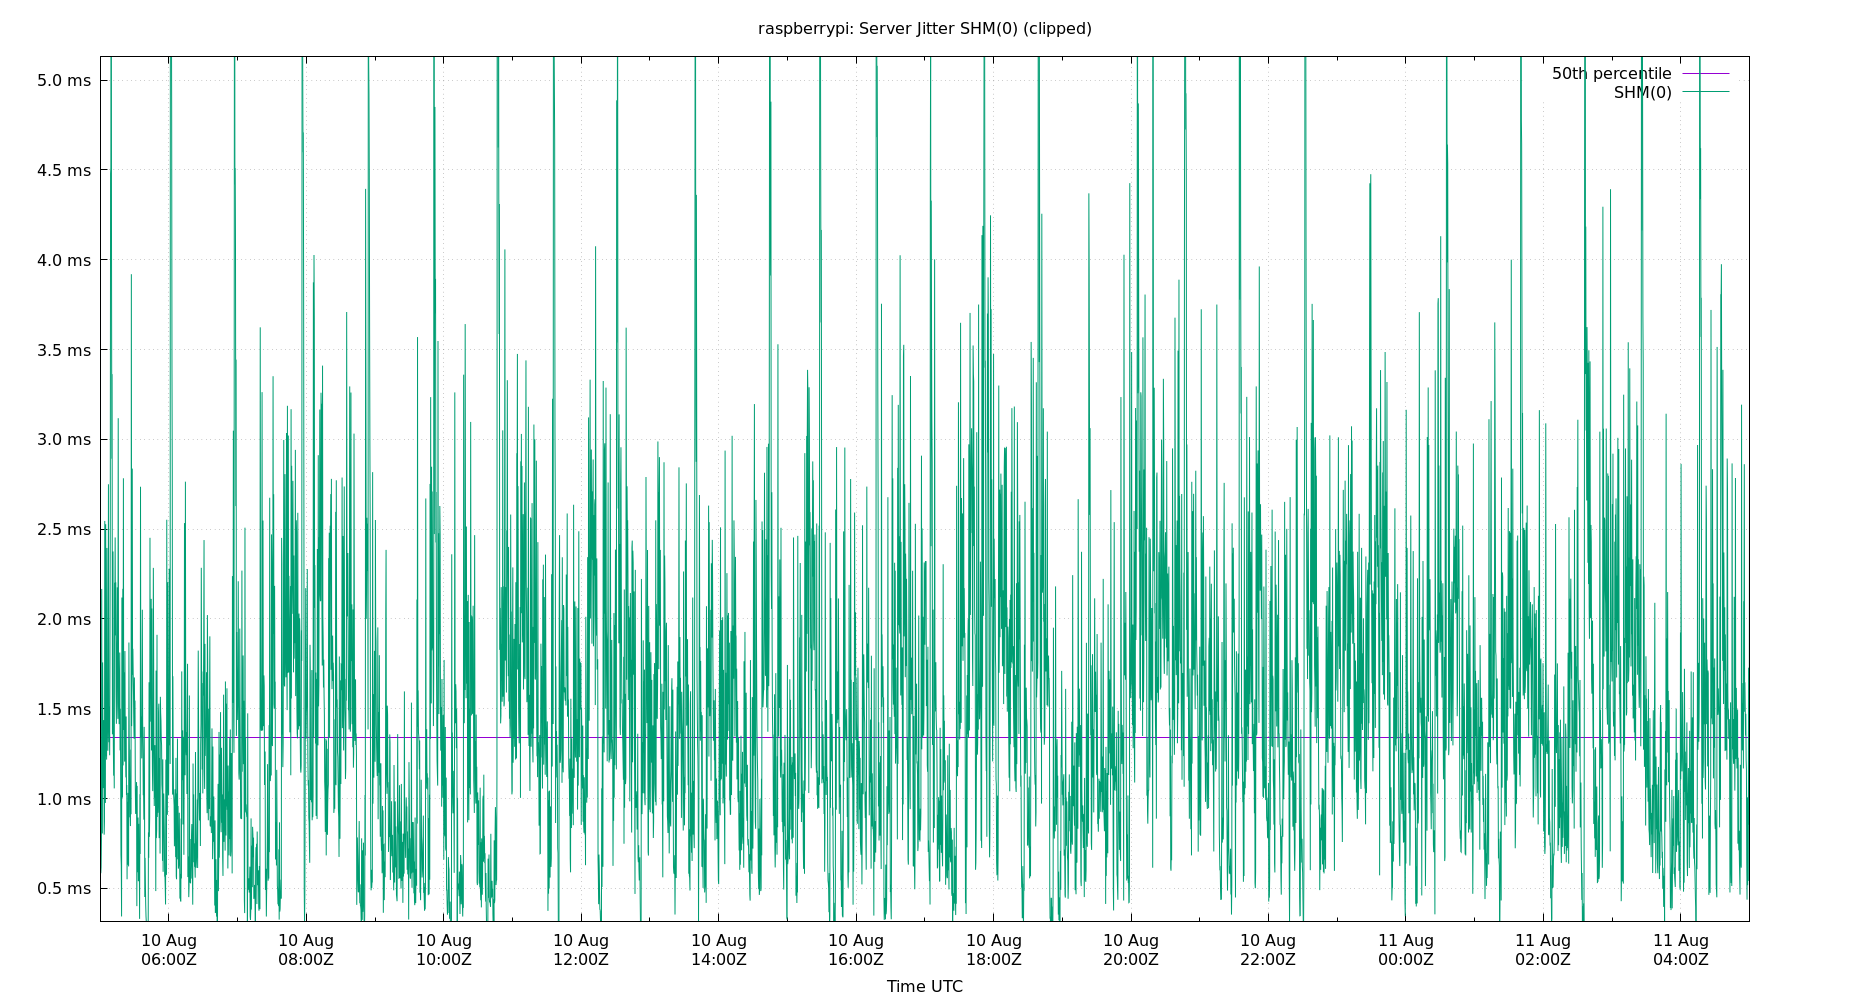 raspberrypi: Server Jitter SHM(0) (clipped)
50th percentile
SHM(0)
5.0 ms
4.5 ms
4.0 ms
3.5 ms
3.0 ms
2.5 ms
2.0 ms
1.5 ms
1.0 ms
0.5 ms
10 Aug 10 Aug 10 Aug 10 Aug 10 Aug 10 Aug 10 Aug 10 Aug 10 Aug 11 Aug 11 Aug 11 Aug
06:00Z 08:00Z 10:00Z 12:00Z 14:00Z 16:00Z 18:00Z 20:00Z 22:00Z 00:00Z 02:00Z 04:00Z
Time UTC